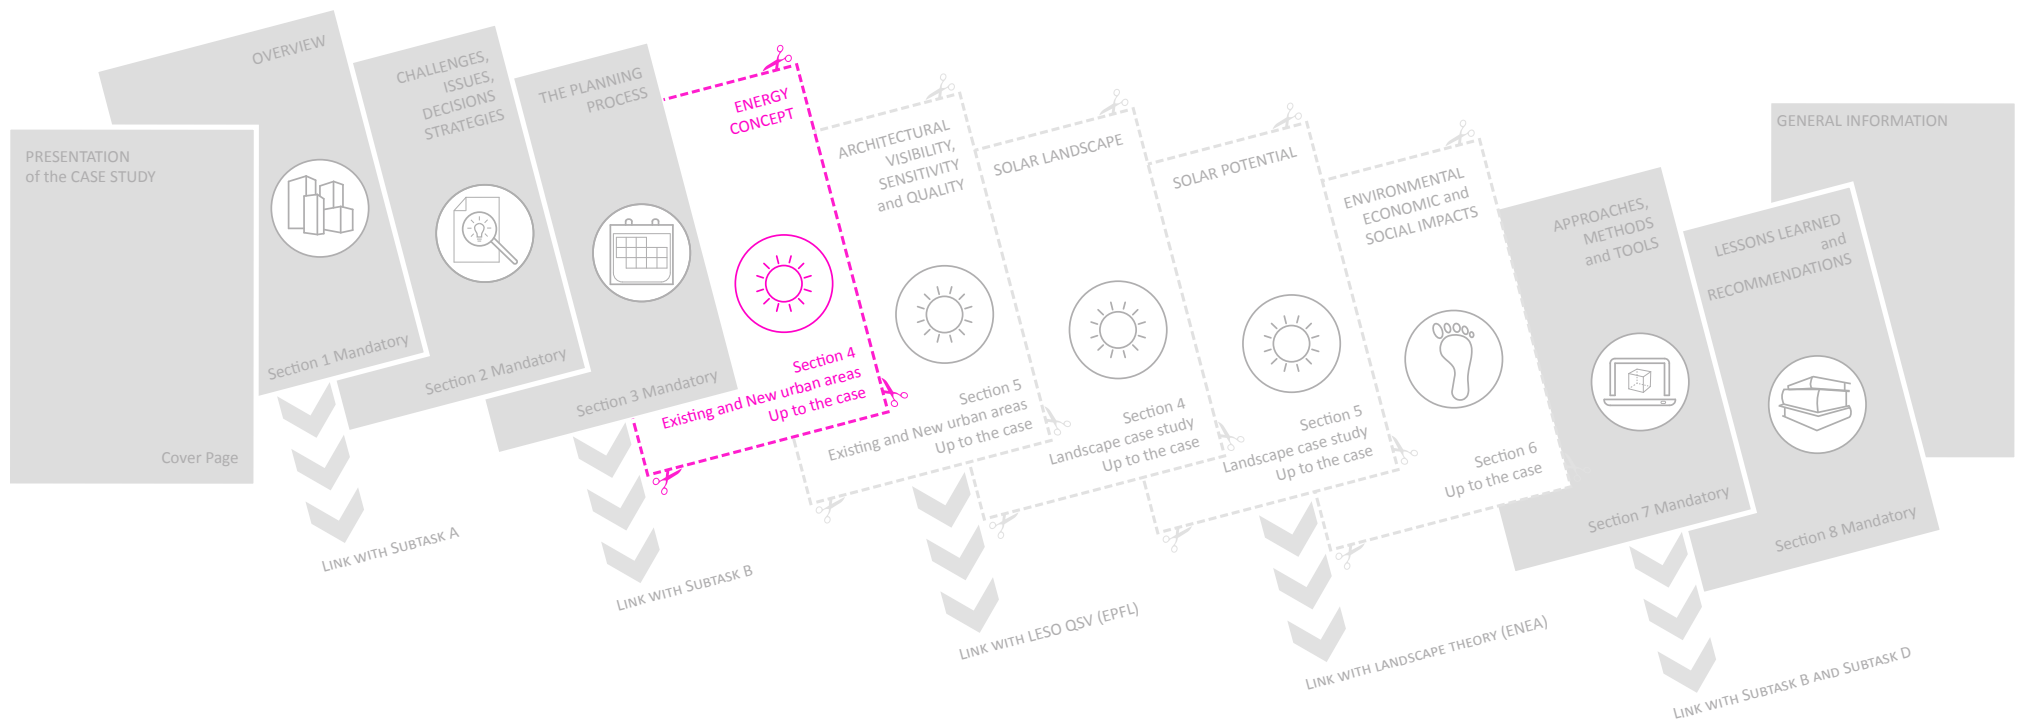 PRESENTATION
of the CASE STUDY
Cover Page
OVERVIEW
Section 1 Mandatory
CHALLENGES,
ISSUES,
DECISIONS
STRATEGIES
Section 2 Mandatory
THE PLANNING
PROCESS
Section 3 Mandatory
ENERGY
CONCEPT
Section 4
Existing and New urban areas
Up to the case
ARCHITECTURAL
VISIBILITY,
SENSITIVITY
and QUALITY
Section 5
Existing and New urban areas
Up to the case
SOLAR LANDSCAPE
Section 4
Landscape case study
Up to the case
SOLAR POTENTIAL
Section 5
Landscape case study
Up to the case
ENVIRONMENTAL
ECONOMIC and
SOCIAL IMPACTS
Section 6
Up to the case
APPROACHES,
METHODS
and TOOLS
Section 7 Mandatory
LESSONS LEARNED
and
RECOMMENDATIONS
Section 8 Mandatory
GENERAL INFORMATION
LINK WITH SUBTASK A
LINK WITH SUBTASK B
LINK WITH LESO QSV (EPFL)
LINK WITH LANDSCAPE THEORY (ENEA)
LINK WITH SUBTASK B AND SUBTASK D